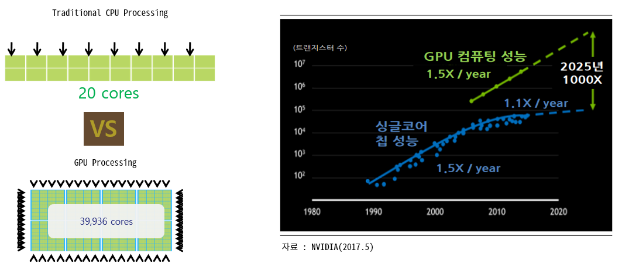 Traditional CPU Processing
20 cores
VS
GPU Processing
39,936 cores
(트랜지스터 수)
GPU 컴퓨팅 성능
1.5X / year
2025년
1000X
1.1X / year
싱글코어
칩 성능
1.5X / year
10⁷
10⁶
10⁵
10⁴
10³
10²
1980 1990 2000 2010 2020
자료 : NVIDIA(2017.5)